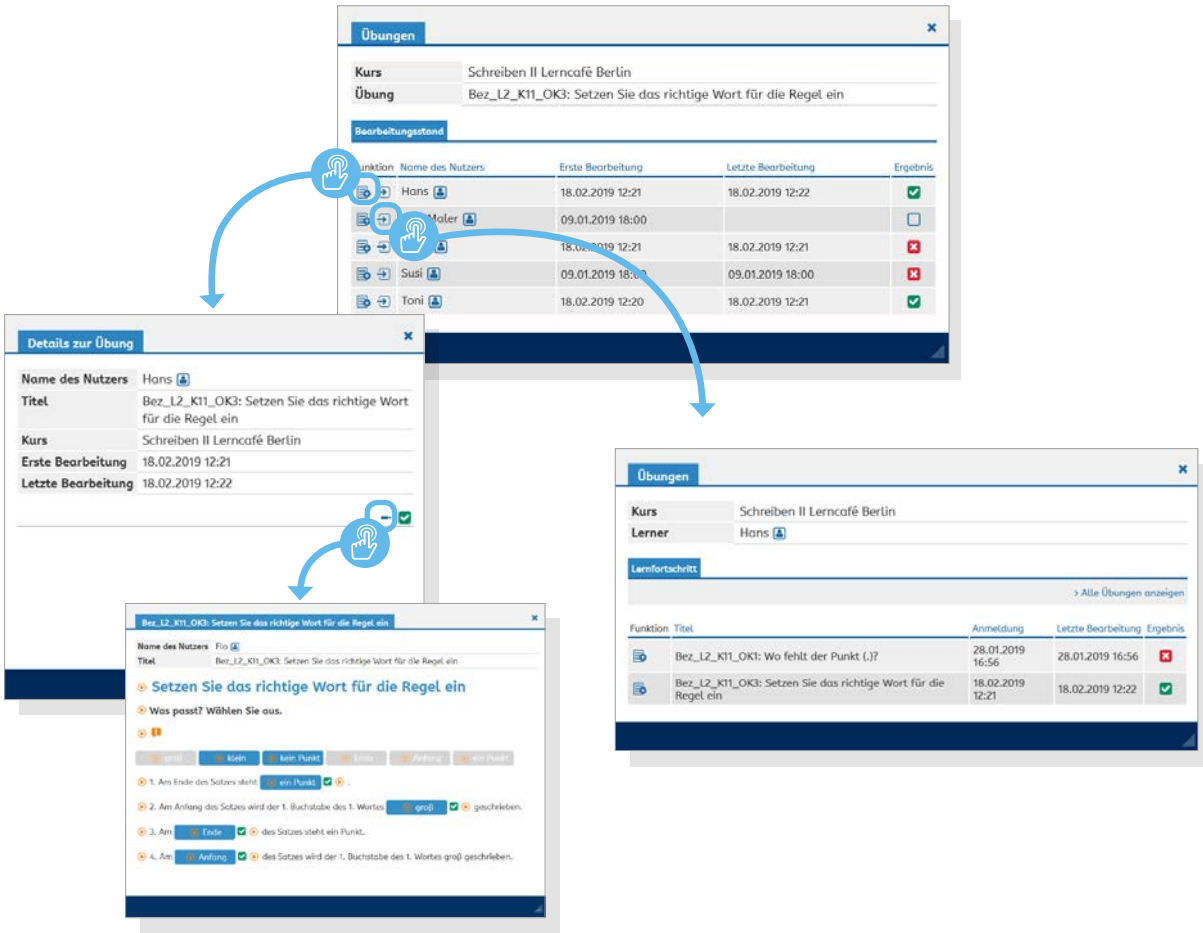 Übungen
Kurs Schreiben II Lerncafé Berlin
Übung Bez_L2_K11_OK3: Setzen Sie das richtige Wort für die Regel ein
Bearbeitungsstand
Name des Nutzers Erste Bearbeitung Letzte Bearbeitung Ergebnis
Hans 18.02.2019 12:21 18.02.2019 12:22
Maler 09.01.2019 18:00
18.02.2019 12:21 18.02.2019 12:21
Susi 09.01.2019 18:00 09.01.2019 18:00
Toni 18.02.2019 12:20 18.02.2019 12:21
Details zur Übung
Name des Nutzers Hans
Titel Bez_L2_K11_OK3: Setzen Sie das richtige Wort
für die Regel ein
Kurs Schreiben II Lerncafé Berlin
Erste Bearbeitung 18.02.2019 12:21
Letzte Bearbeitung 18.02.2019 12:22
Bez_L2_K11_OK3: Setzen Sie das richtige Wort für die Regel ein
Name des Nutzers Flo
Titel Bez_L2_K11_OK3: Setzen Sie das richtige Wort für die Regel ein
Setzen Sie das richtige Wort für die Regel ein
Was passt? Wählen Sie aus.
groß klein kein Punkt Ende Anfang ein Punkt
1. Am Ende des Satzes steht ein Punkt .
2. Am Anfang des Satzes wird der 1. Buchstabe des 1. Wortes groß geschrieben.
3. Am Ende des Satzes steht ein Punkt.
4. Am Anfang des Satzes wird der 1. Buchstabe des 1. Wortes groß geschrieben.
Übungen
Kurs Schreiben II Lerncafé Berlin
Lerner Hans
Lernfortschritt
> Alle Übungen anzeigen
Funktion Titel Anmeldung Letzte Bearbeitung Ergebnis
Bez_L2_K11_OK1: Wo fehlt der Punkt (.)? 28.01.2019 16:56 28.01.2019 16:56
Bez_L2_K11_OK3: Setzen Sie das richtige Wort für die
Regel ein 18.02.2019 12:21 18.02.2019 12:22